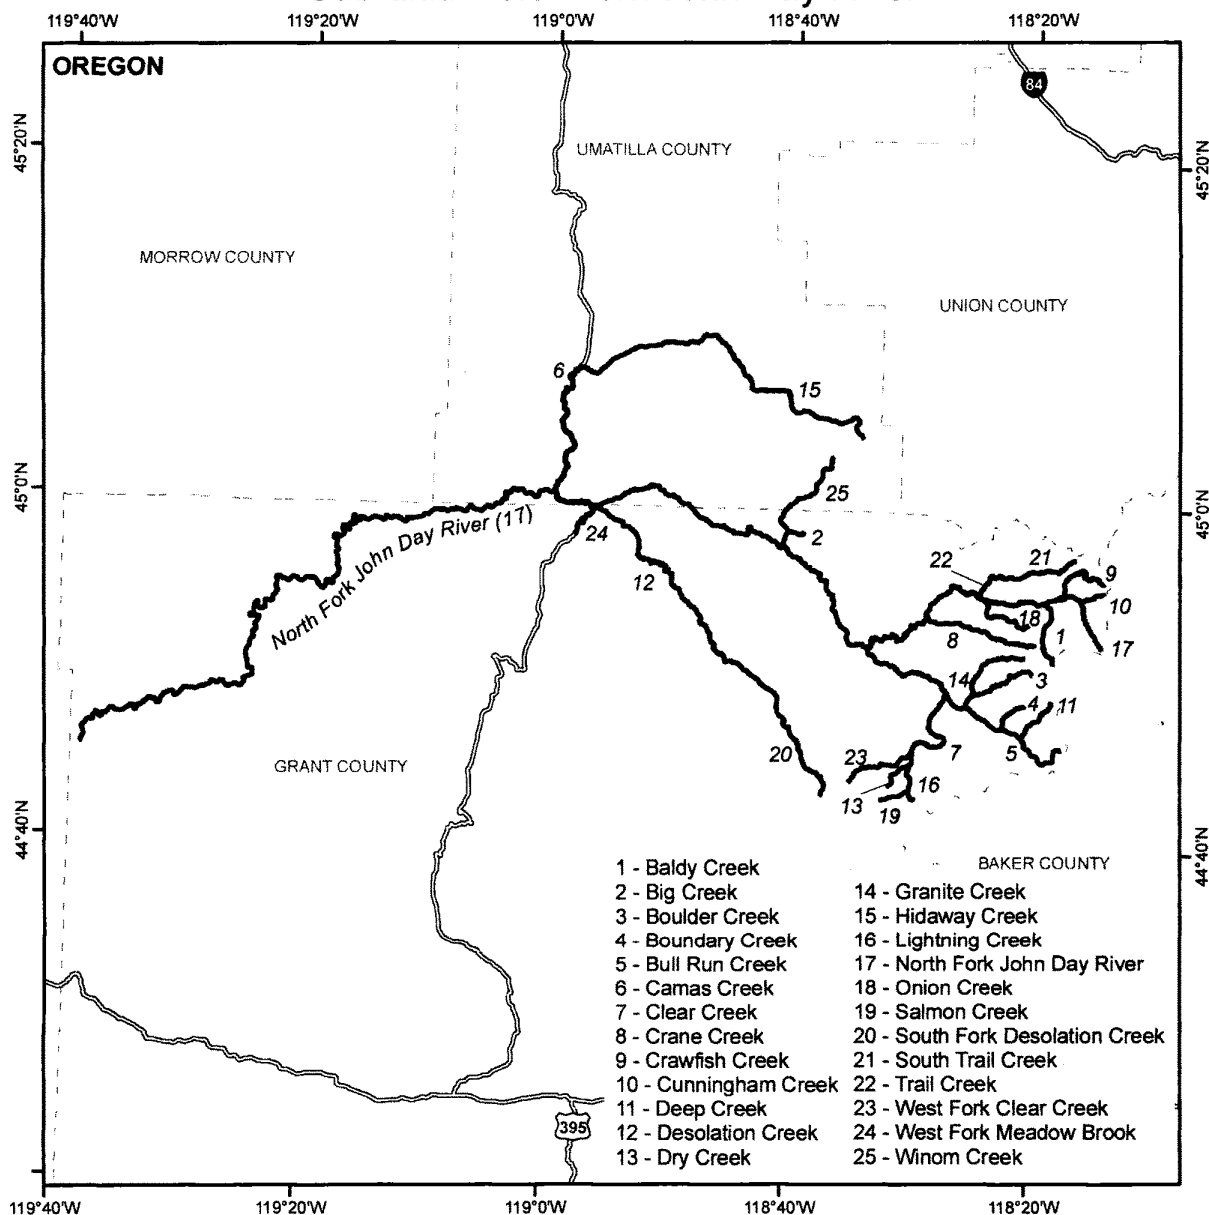 119°40'W 119°20'W 119°0'W 118°40'W 118°20'W
OREGON
84
45°20'N
45°20'N
UMATILLA COUNTY
MORROW COUNTY
UNION COUNTY
6
15
45°0'N
45°0'N
25
2
North Fork John Day River (17)
24
12
22
21
9
10
18
8
1
17
14
3
4
11
5
7
20
23
16
13
19
GRANT COUNTY
44°40'N
44°40'N
BAKER COUNTY
1 - Baldy Creek
2 - Big Creek
3 - Boulder Creek
4 - Boundary Creek
5 - Bull Run Creek
6 - Camas Creek
7 - Clear Creek
8 - Crane Creek
9 - Crawfish Creek
10 - Cunningham Creek
11 - Deep Creek
12 - Desolation Creek
13 - Dry Creek
14 - Granite Creek
15 - Hidaway Creek
16 - Lightning Creek
17 - North Fork John Day River
18 - Onion Creek
19 - Salmon Creek
20 - South Fork Desolation Creek
21 - South Trail Creek
22 - Trail Creek
23 - West Fork Clear Creek
24 - West Fork Meadow Brook
25 - Winom Creek
395
119°40'W 119°20'W 119°0'W 118°40'W 118°20'W